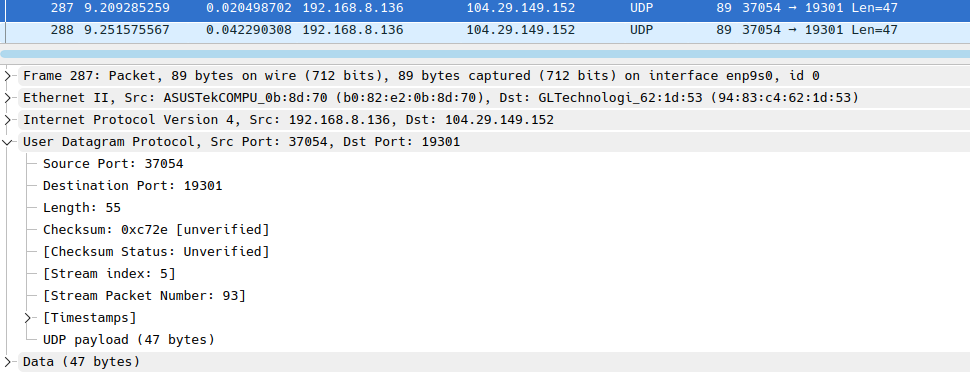 287 9.209285259 0.020498702 192.168.8.136 104.29.149.152 UDP 89 37054 → 19301 Len=47
288 9.251575567 0.042290308 192.168.8.136 104.29.149.152 UDP 89 37054 → 19301 Len=47
Frame 287: Packet, 89 bytes on wire (712 bits), 89 bytes captured (712 bits) on interface enp9s0, id 0
Ethernet II, Src: ASUSTekCOMPU_0b:8d:70 (b0:82:e2:0b:8d:70), Dst: GLTechnologi_62:1d:53 (94:83:c4:62:1d:53)
Internet Protocol Version 4, Src: 192.168.8.136, Dst: 104.29.149.152
User Datagram Protocol, Src Port: 37054, Dst Port: 19301
Source Port: 37054
Destination Port: 19301
Length: 55
Checksum: 0xc72e [unverified]
[Checksum Status: Unverified]
[Stream index: 5]
[Stream Packet Number: 93]
[Timestamps]
UDP payload (47 bytes)
Data (47 bytes)